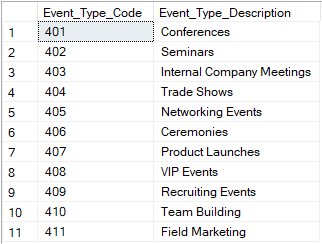 Event_Type_Code Event_Type_Description
1 401 Conferences
2 402 Seminars
3 403 Internal Company Meetings
4 404 Trade Shows
5 405 Networking Events
6 406 Ceremonies
7 407 Product Launches
8 408 VIP Events
9 409 Recruiting Events
10 410 Team Building
11 411 Field Marketing